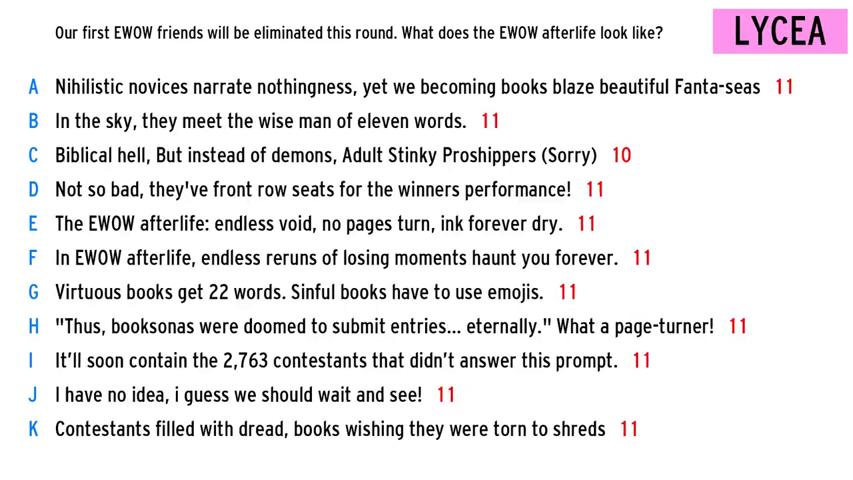 Our first EWOW friends will be eliminated this round. What does the EWOW afterlife look like?
LYCEA
A Nihilistic novices narrate nothingness, yet we becoming books blaze beautiful Fanta-seas 11
B In the sky, they meet the wise man of eleven words. 11
C Biblical hell, But instead of demons, Adult Stinky Proshippers (Sorry) 10
D Not so bad, they've front row seats for the winners performance! 11
E The EWOW afterlife: endless void, no pages turn, ink forever dry. 11
F In EWOW afterlife, endless reruns of losing moments haunt you forever. 11
G Virtuous books get 22 words. Sinful books have to use emojis. 11
H "Thus, booksonas were doomed to submit entries... eternally." What a page-turner! 11
I It’ll soon contain the 2,763 contestants that didn’t answer this prompt. 11
J I have no idea, i guess we should wait and see! 11
K Contestants filled with dread, books wishing they were torn to shreds 11